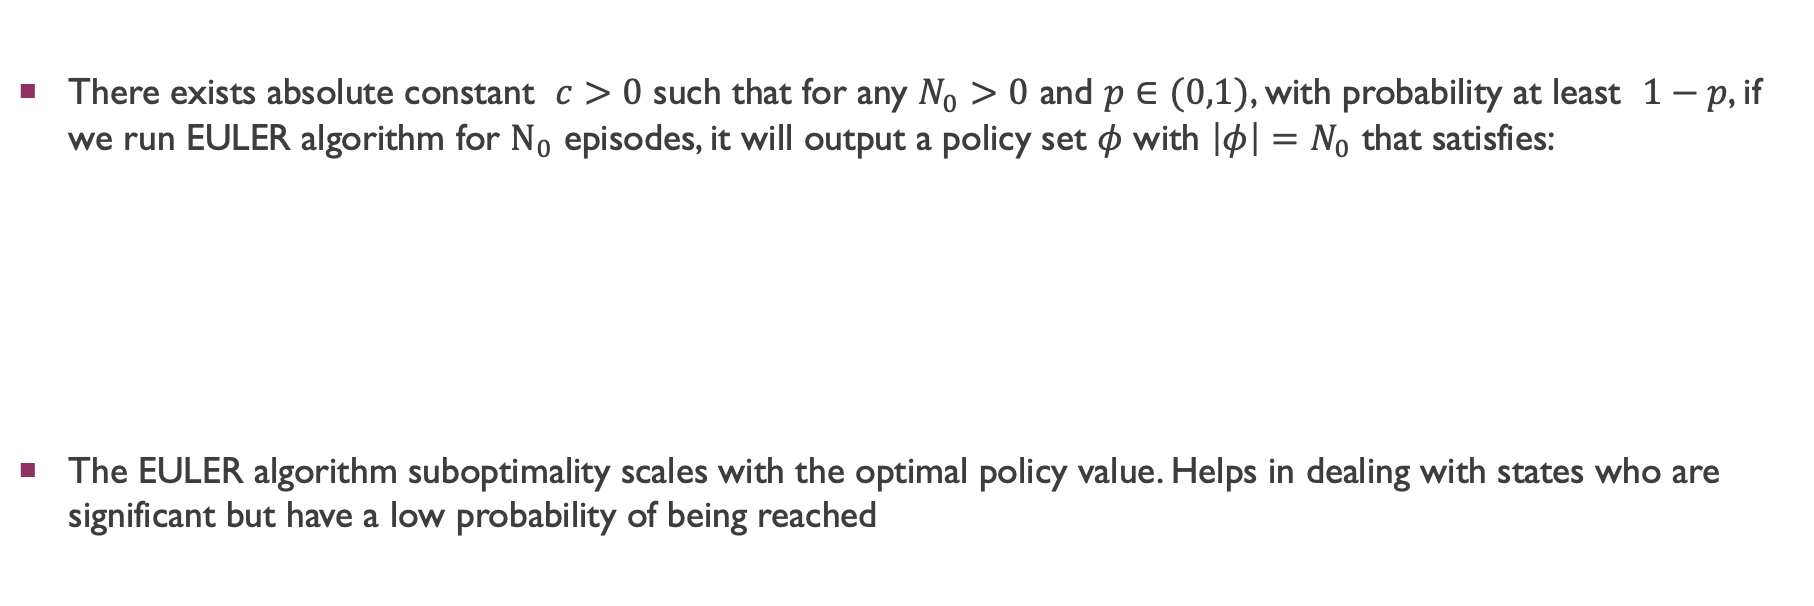 ▪ There exists absolute constant c > 0 such that for any N₀ > 0 and p ∈ (0,1), with probability at least 1 − p, if
we run EULER algorithm for N₀ episodes, it will output a policy set ϕ with |ϕ| = N₀ that satisfies:
▪ The EULER algorithm suboptimality scales with the optimal policy value. Helps in dealing with states who are
significant but have a low probability of being reached